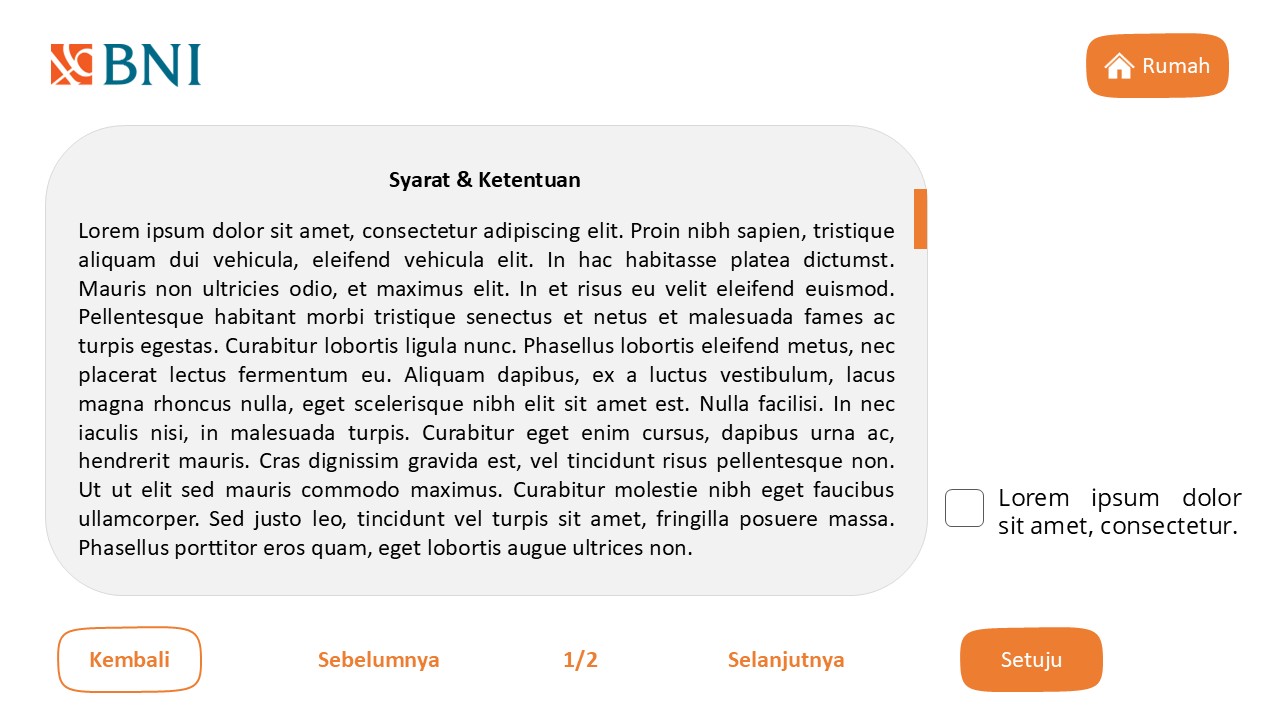 BNI
Rumah
Syarat & Ketentuan
Lorem ipsum dolor sit amet, consectetur adipiscing elit. Proin nibh sapien, tristique
aliquam dui vehicula, eleifend vehicula elit. In hac habitasse platea dictumst.
Mauris non ultricies odio, et maximus elit. In et risus eu velit eleifend euismod.
Pellentesque habitant morbi tristique senectus et netus et malesuada fames ac
turpis egestas. Curabitur lobortis ligula nunc. Phasellus lobortis eleifend metus, nec
placerat lectus fermentum eu. Aliquam dapibus, ex a luctus vestibulum, lacus
magna rhoncus nulla, eget scelerisque nibh elit sit amet est. Nulla facilisi. In nec
iaculis nisi, in malesuada turpis. Curabitur eget enim cursus, dapibus urna ac,
hendrerit mauris. Cras dignissim gravida est, vel tincidunt risus pellentesque non.
Ut ut elit sed mauris commodo maximus. Curabitur molestie nibh eget faucibus
ullamcorper. Sed justo leo, tincidunt vel turpis sit amet, fringilla posuere massa.
Phasellus porttitor eros quam, eget lobortis augue ultrices non.
Lorem ipsum dolor
sit amet, consectetur.
Kembali
Sebelumnya
1/2
Selanjutnya
Setuju